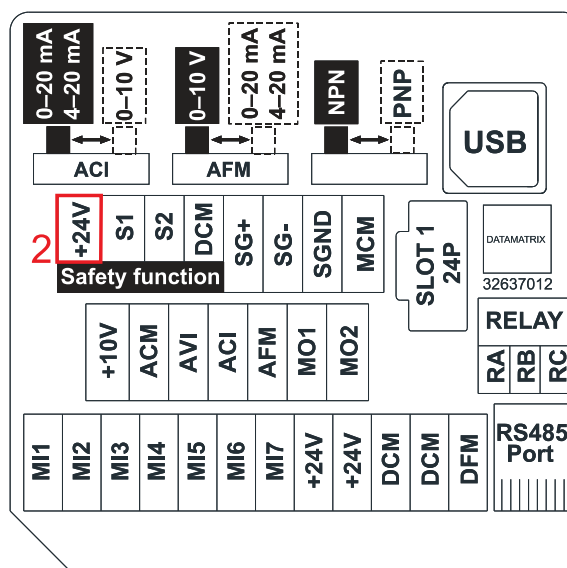 0–20 mA
4–20 mA
0–10 V
0–10 V
0–20 mA
4–20 mA
NPN
PNP
ACI
AFM
USB
2
+24V
S1
S2
DCM
SG+
SG-
SGND
MCM
Safety function
SLOT 1
24P
DATAMATRIX
32637012
RELAY
RA
RB
RC
+10V
ACM
AVI
ACI
AFM
MO1
MO2
MI1
MI2
MI3
MI4
MI5
MI6
MI7
+24V
+24V
DCM
DCM
DFM
RS485
Port